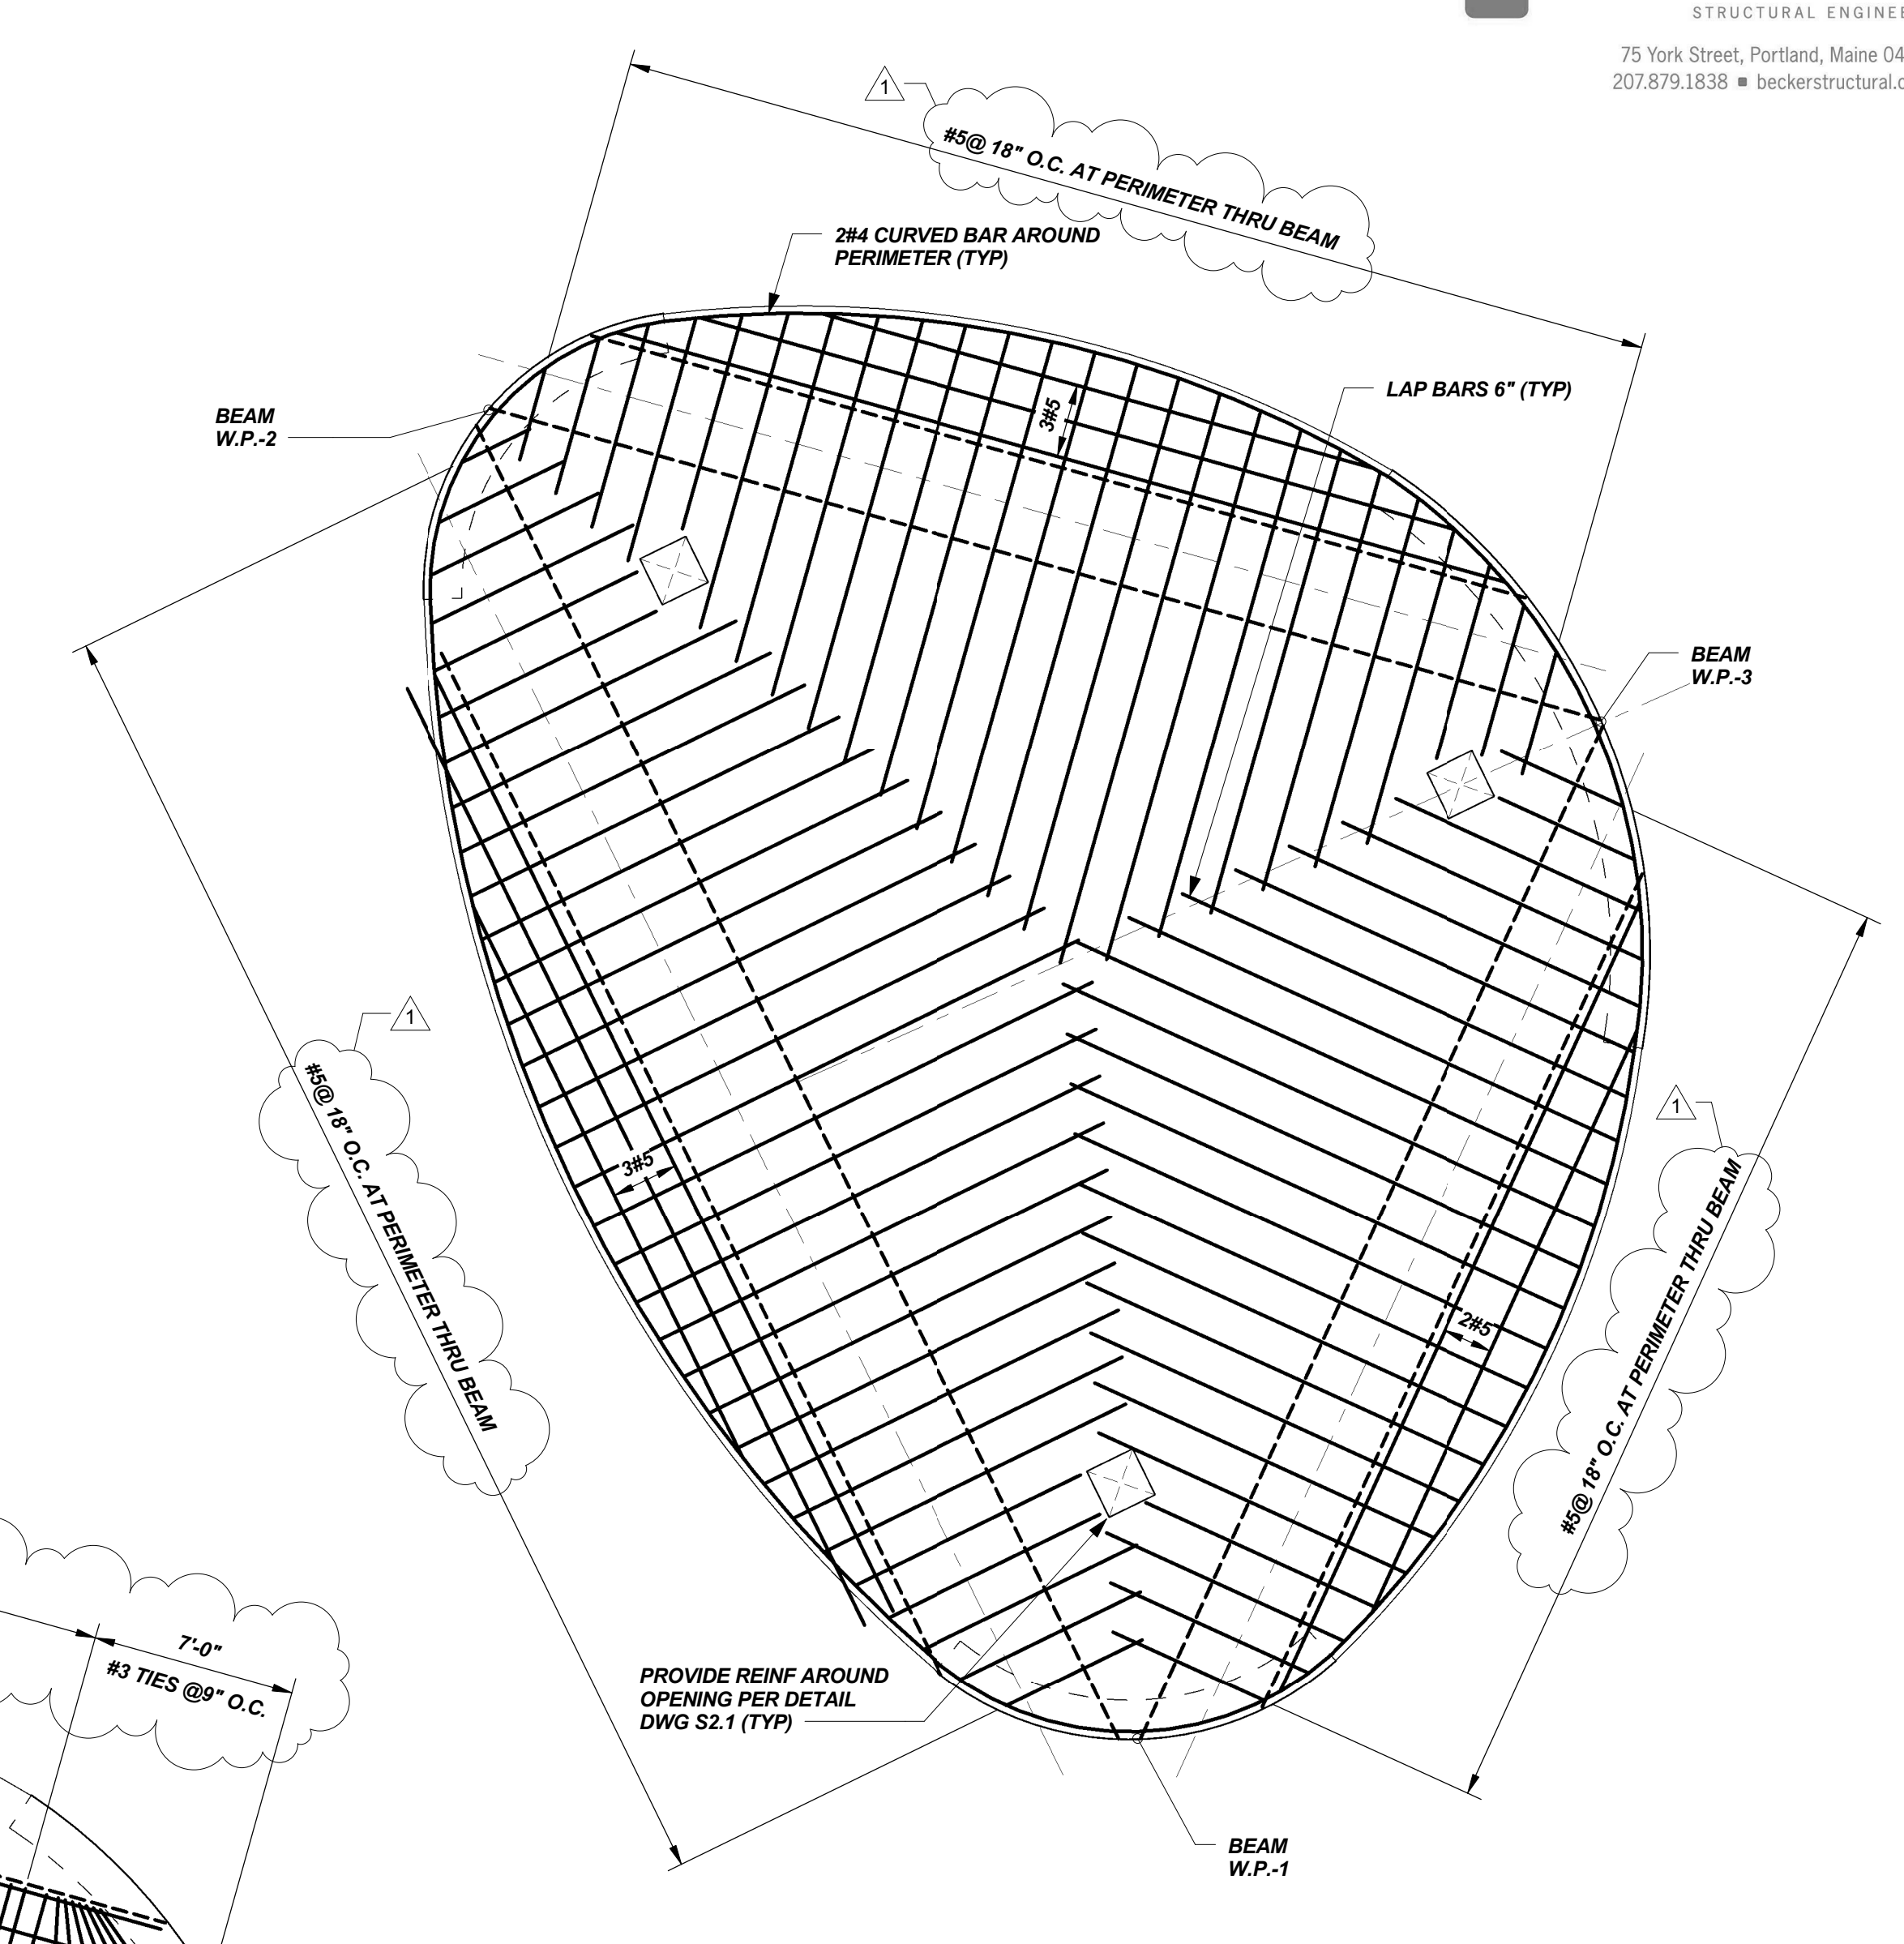 STRUCTURAL
75 York Street, Portland, Maine
207.879.1838 ■
1
#5@ 18" O.C. AT PERIMETER THRU BEAM
2#4 CURVED BAR AROUND
PERIMETER (TYP)
LAP BARS 6" (TYP)
3#5
BEAM
W.P.-2
BEAM
W.P.-3
1
#5@ 18" O.C. AT PERIMETER THRU BEAM
3#5
1
#5@ 18" O.C. AT PERIMETER THRU BEAM
2#5
7'-0"
#3 TIES @9" O.C.
PROVIDE REINF AROUND
OPENING PER DETAIL
DWG S2.1 (TYP)
BEAM
W.P.-1